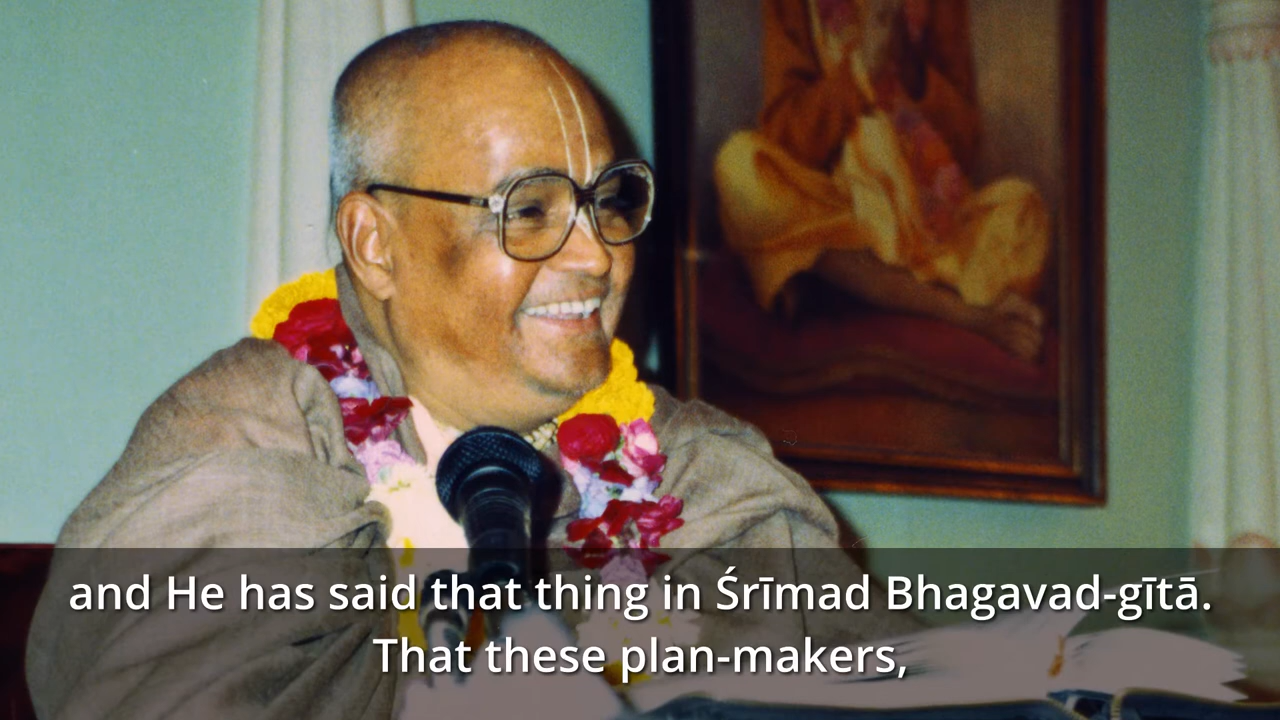 and He has said that thing in Śrīmad Bhagavad-gītā.
That these plan-makers,